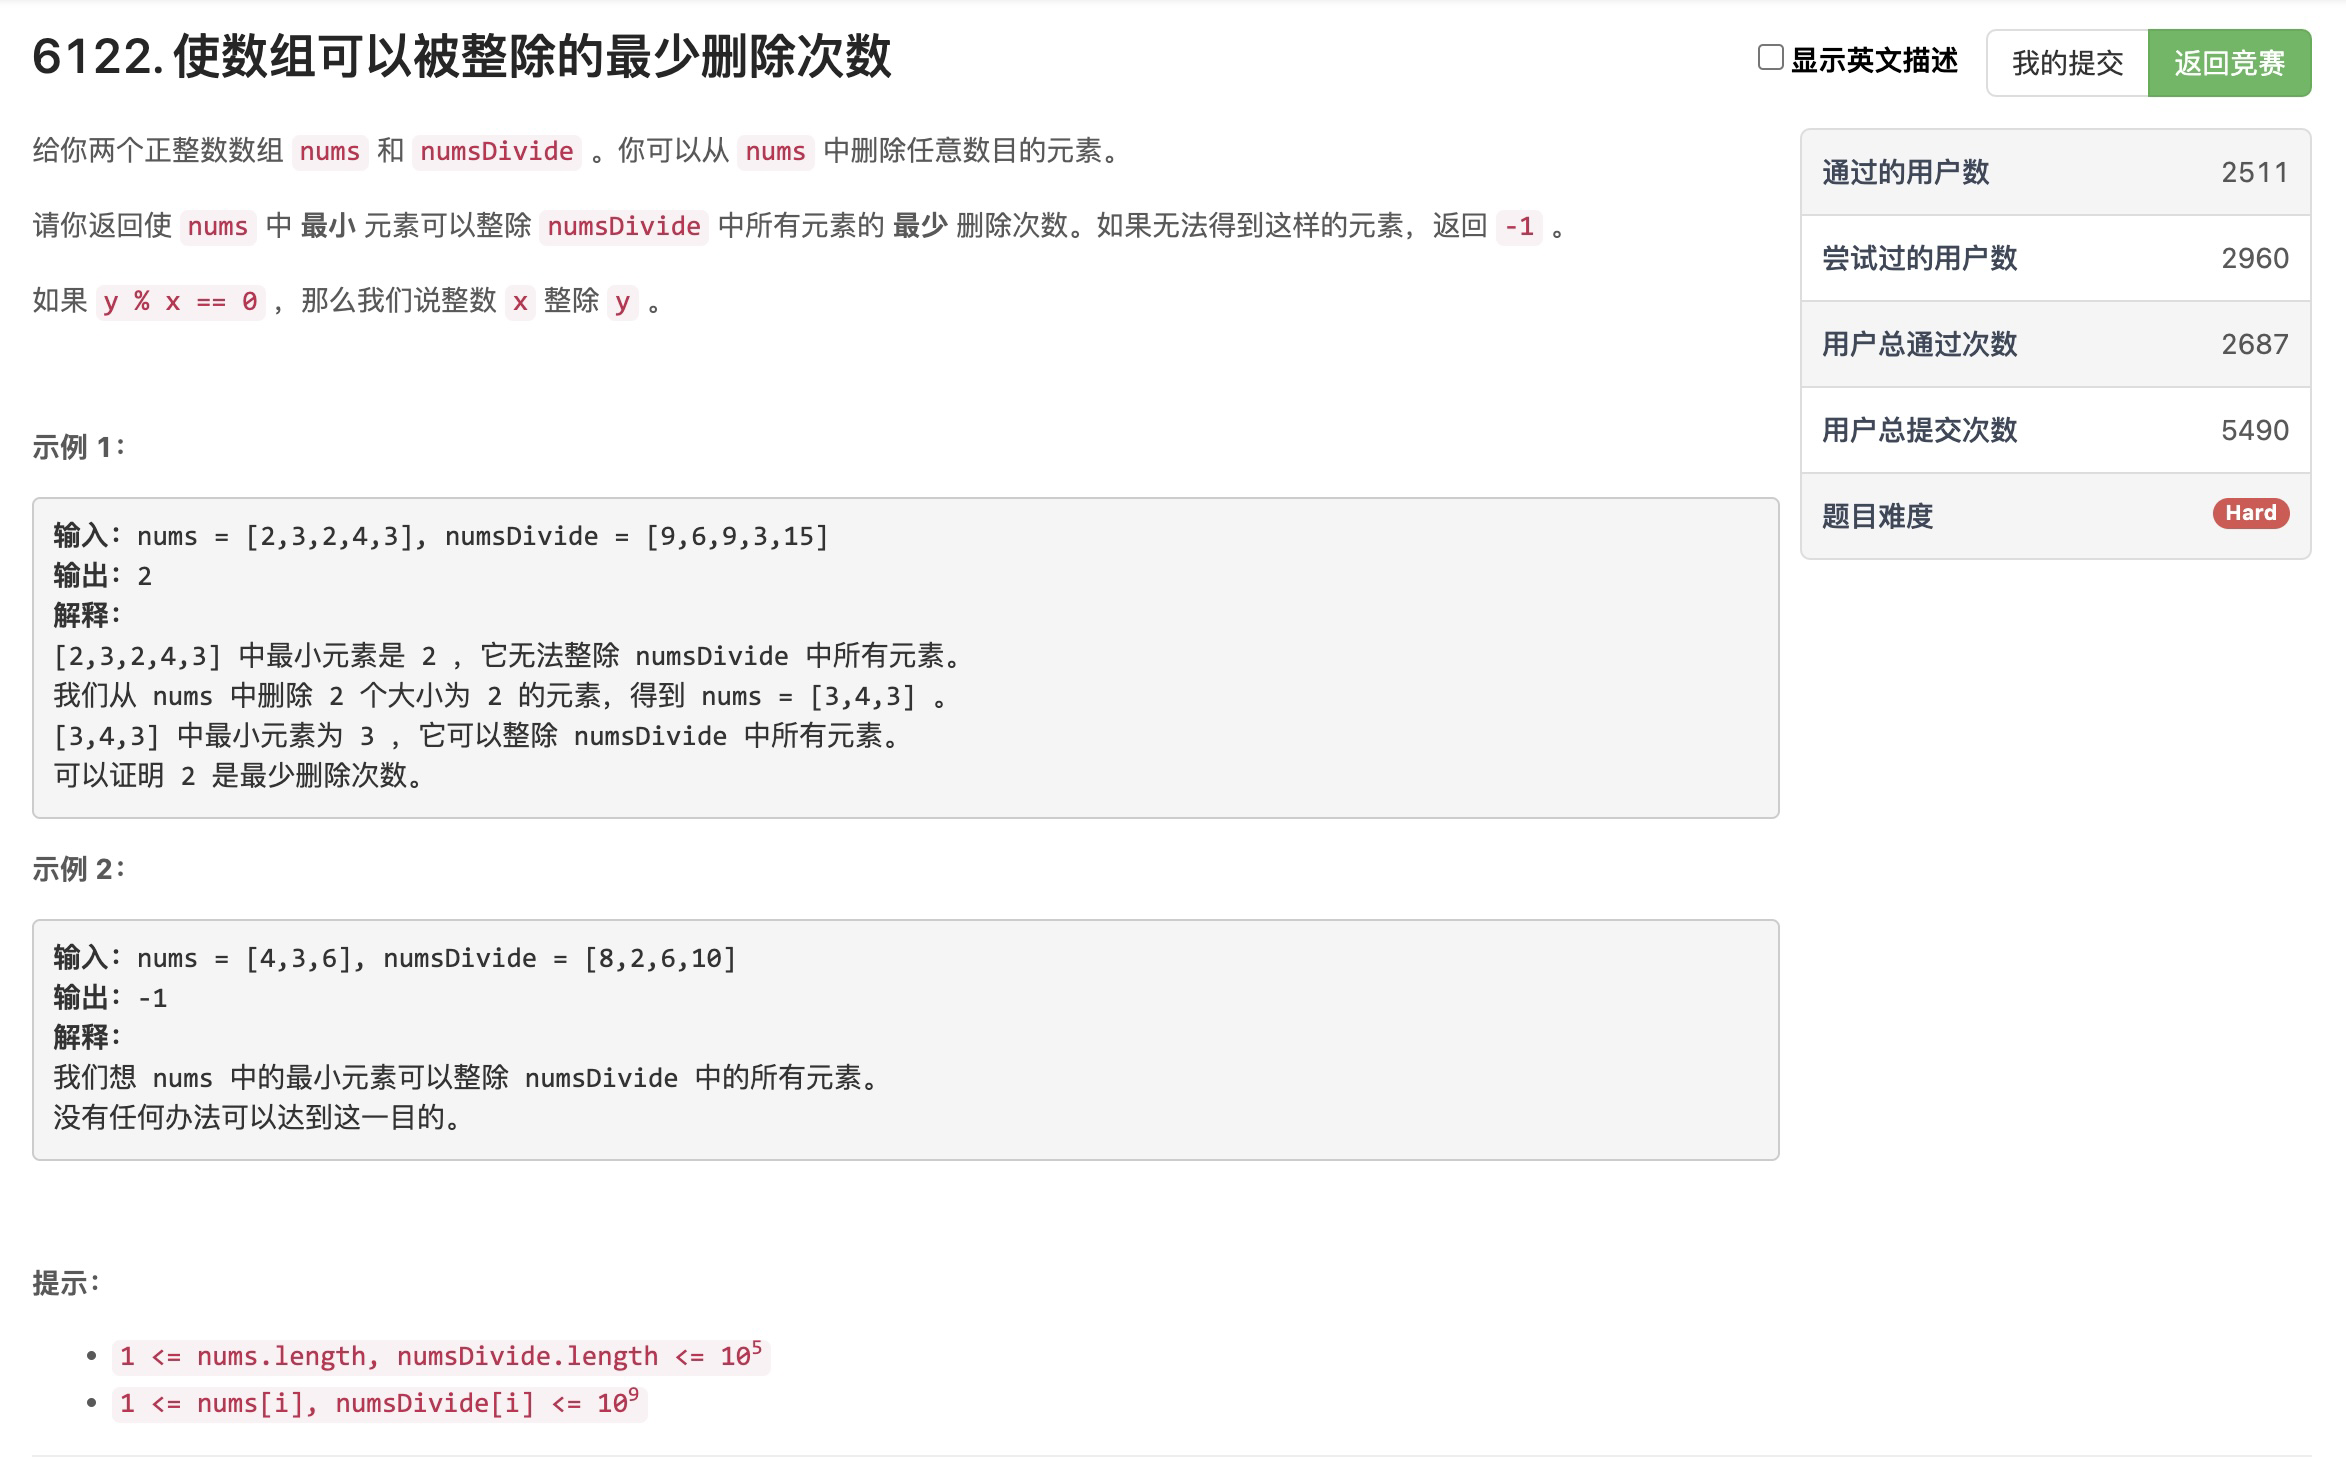 6122. 使数组可以被整除的最少删除次数
显示英文描述
我的提交
返回竞赛
给你两个正整数数组 nums 和 numsDivide 。你可以从 nums 中删除任意数目的元素。
请你返回使 nums 中 最小 元素可以整除 numsDivide 中所有元素的 最少 删除次数。如果无法得到这样的元素，返回 -1 。
如果 y % x == 0 ，那么我们说整数 x 整除 y 。
示例 1：
输入：nums = [2,3,2,4,3], numsDivide = [9,6,9,3,15]
输出：2
解释：
[2,3,2,4,3] 中最小元素是 2 ，它无法整除 numsDivide 中所有元素。
我们从 nums 中删除 2 个大小为 2 的元素，得到 nums = [3,4,3] 。
[3,4,3] 中最小元素为 3 ，它可以整除 numsDivide 中所有元素。
可以证明 2 是最少删除次数。
示例 2：
输入：nums = [4,3,6], numsDivide = [8,2,6,10]
输出：-1
解释：
我们想 nums 中的最小元素可以整除 numsDivide 中的所有元素。
没有任何办法可以达到这一目的。
提示：
• 1 <= nums.length, numsDivide.length <= 10⁵
• 1 <= nums[i], numsDivide[i] <= 10⁹
通过的用户数 2511
尝试过的用户数 2960
用户总通过次数 2687
用户总提交次数 5490
题目难度 Hard